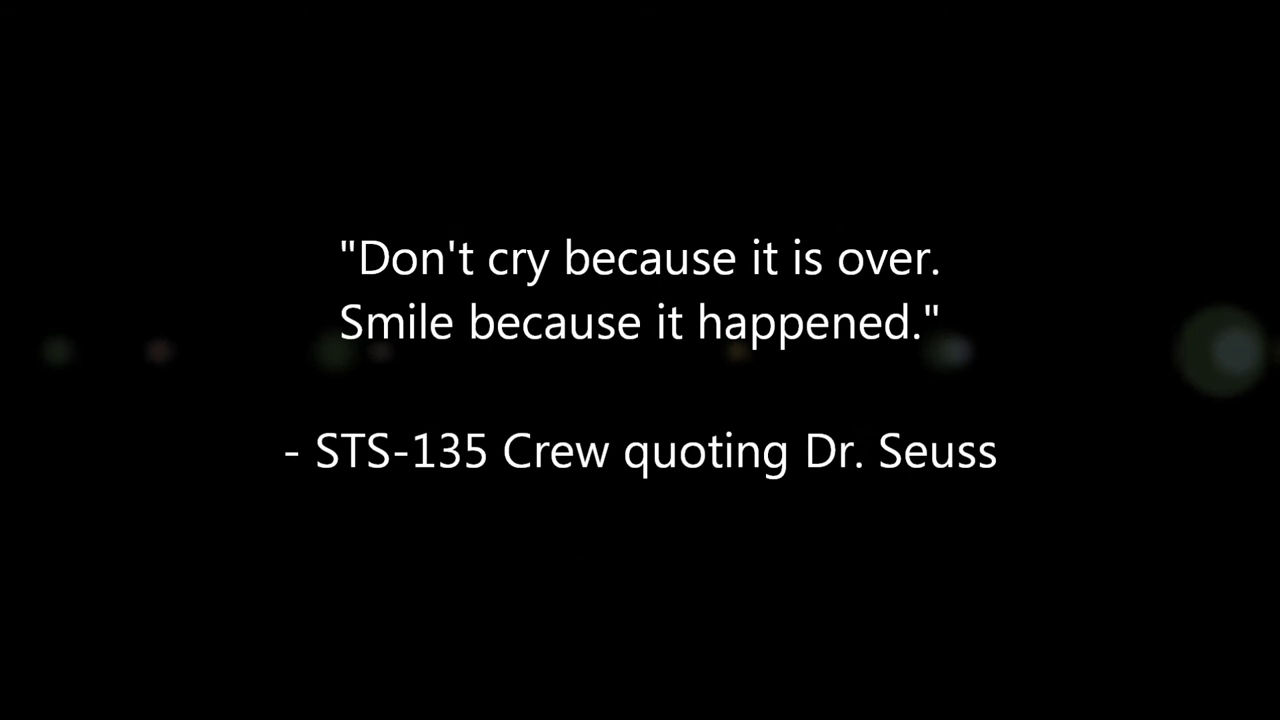 "Don't cry because it is over.
Smile because it happened."
- STS-135 Crew quoting Dr. Seuss